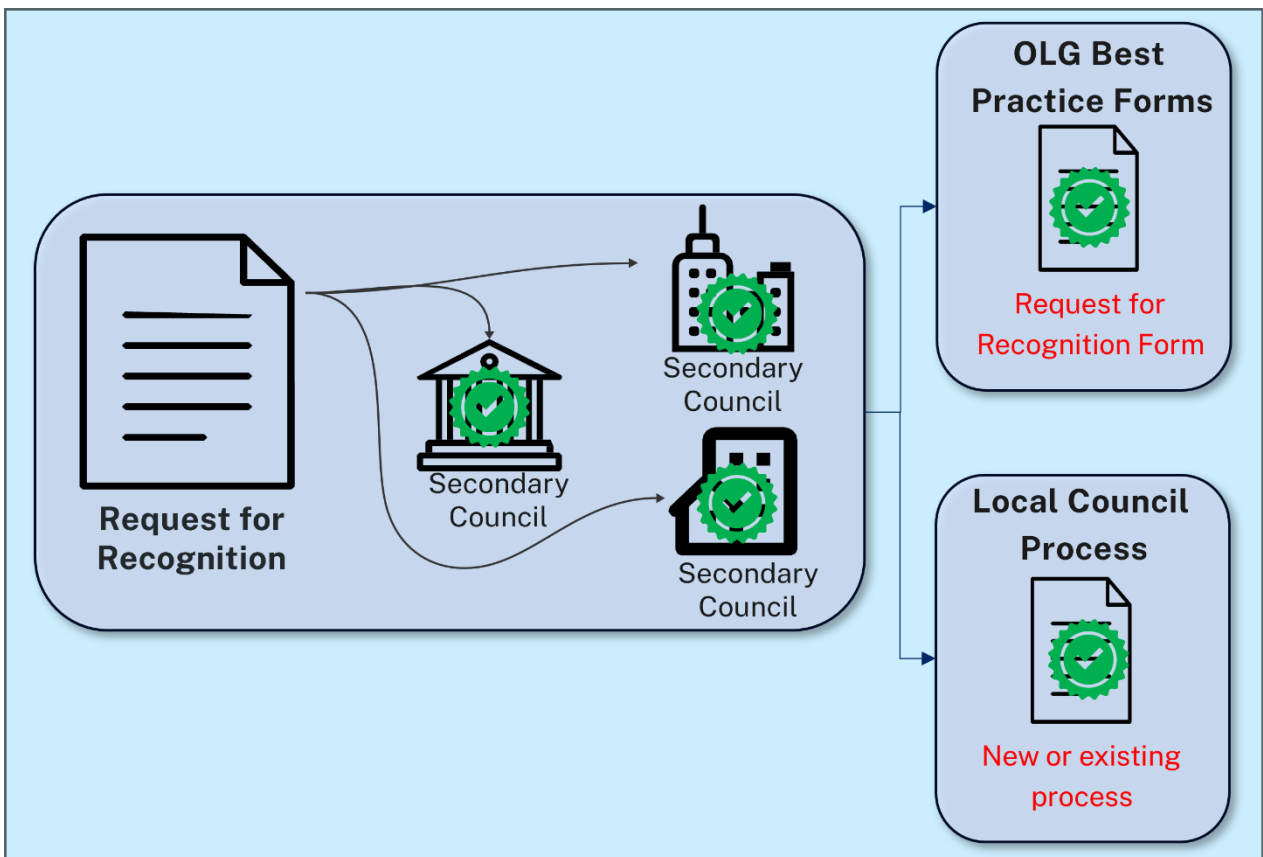 Request for
Recognition
Secondary
Council
Secondary
Council
Secondary
Council
OLG Best
Practice Forms
Request for
Recognition Form
Local Council
Process
New or existing
process